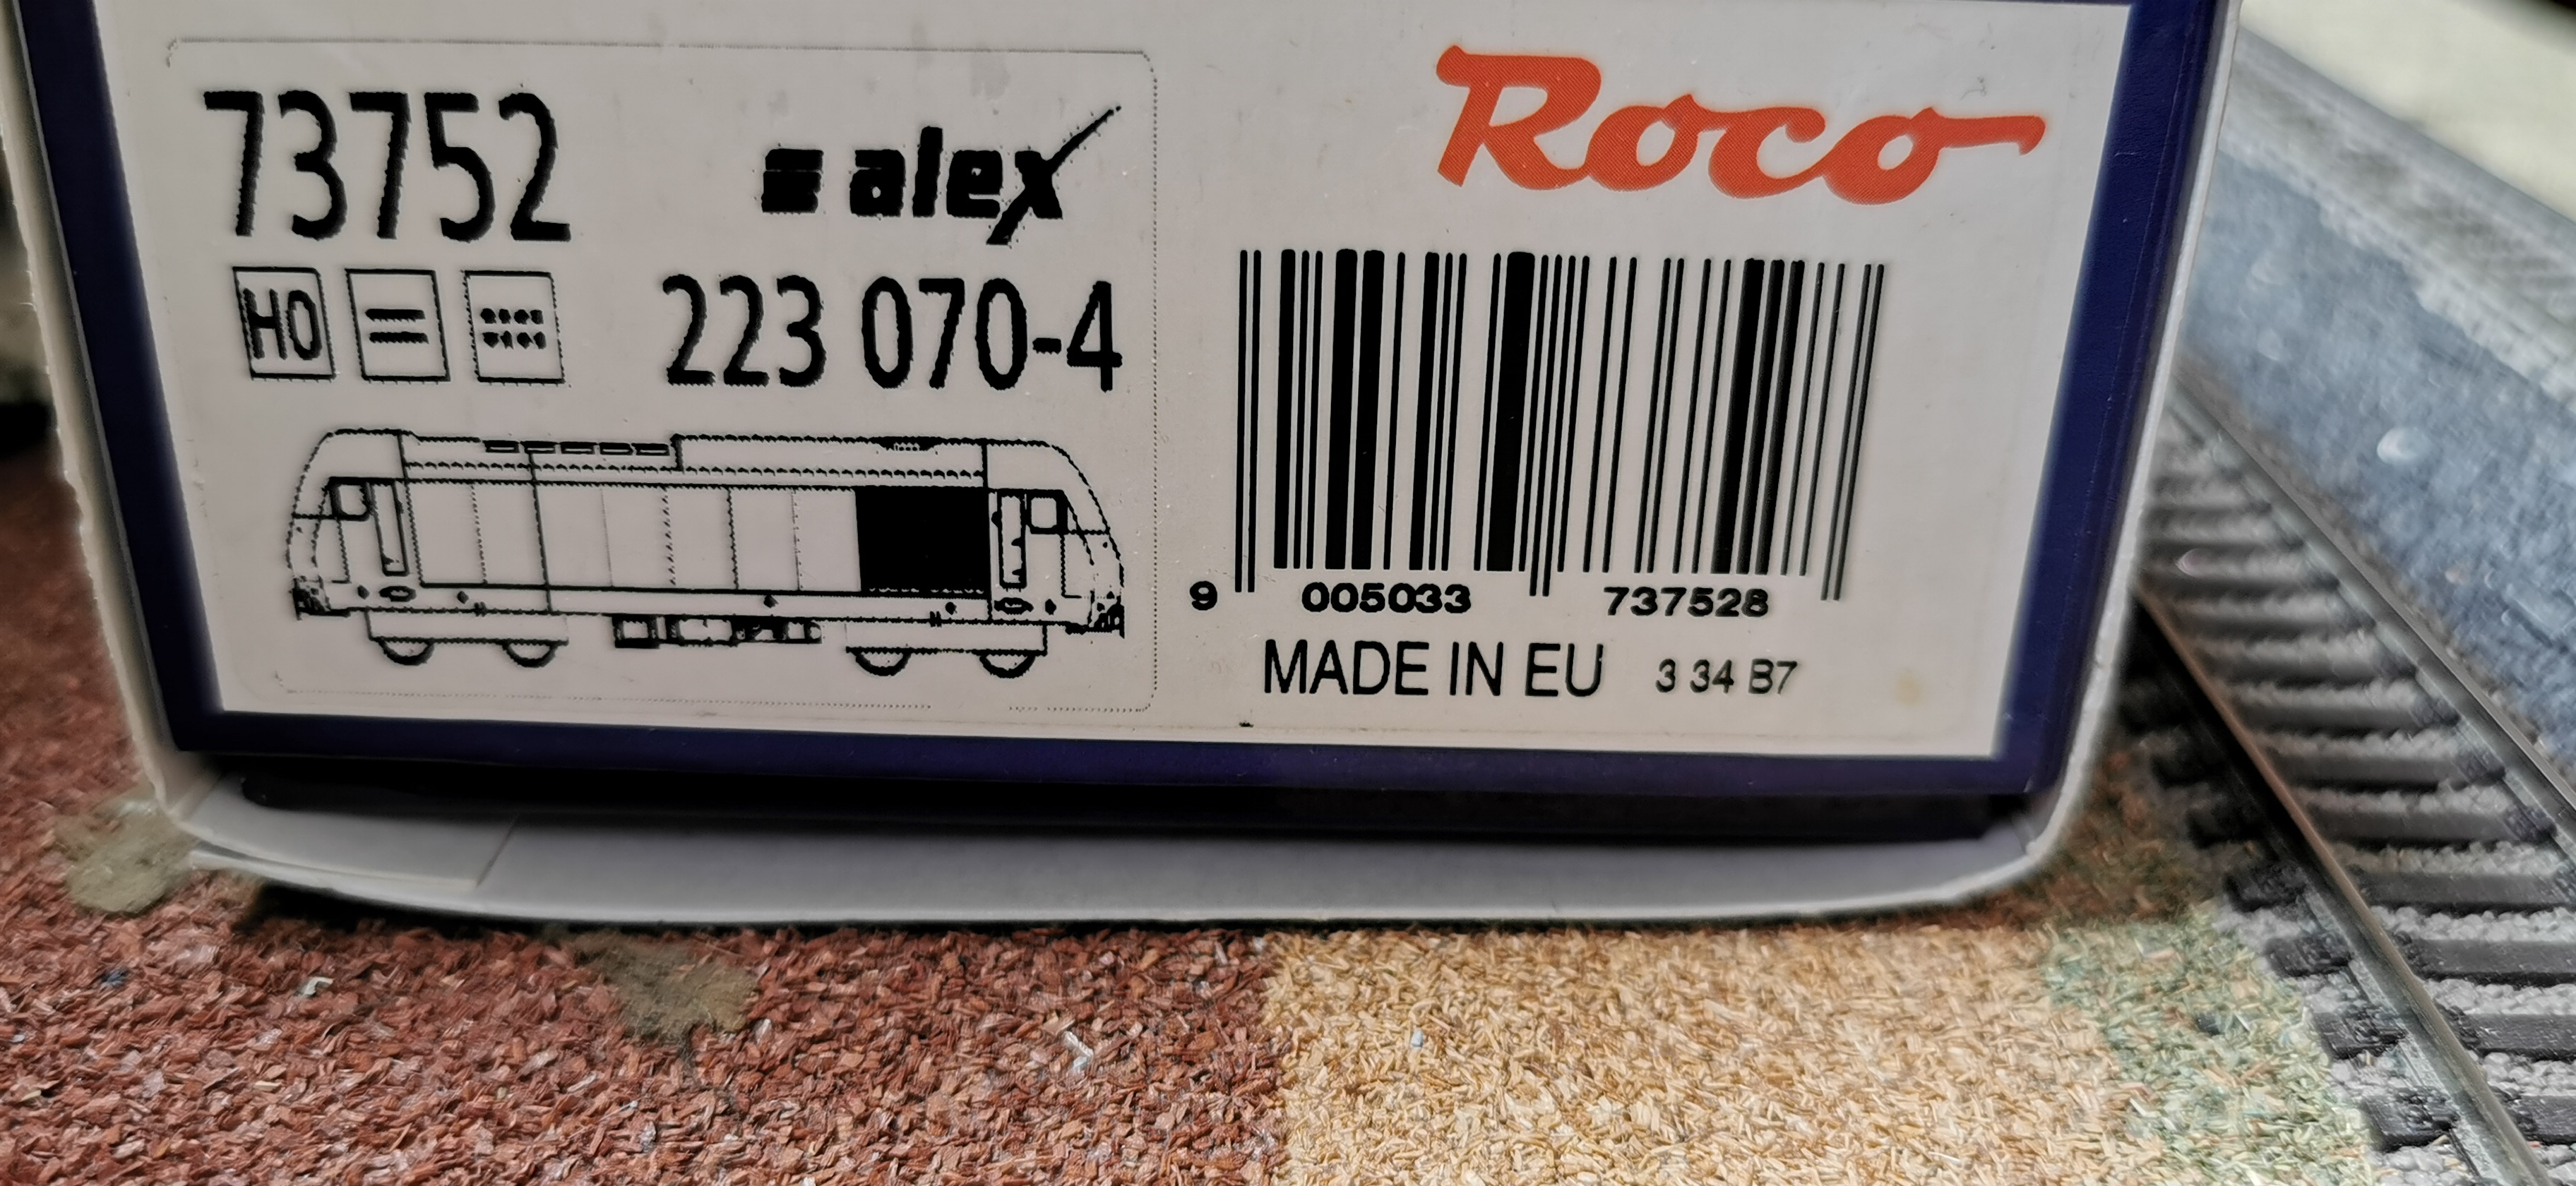 73752
alex
H0
223 070-4
Roco
9 005033 737528
MADE IN EU 3 34 B7